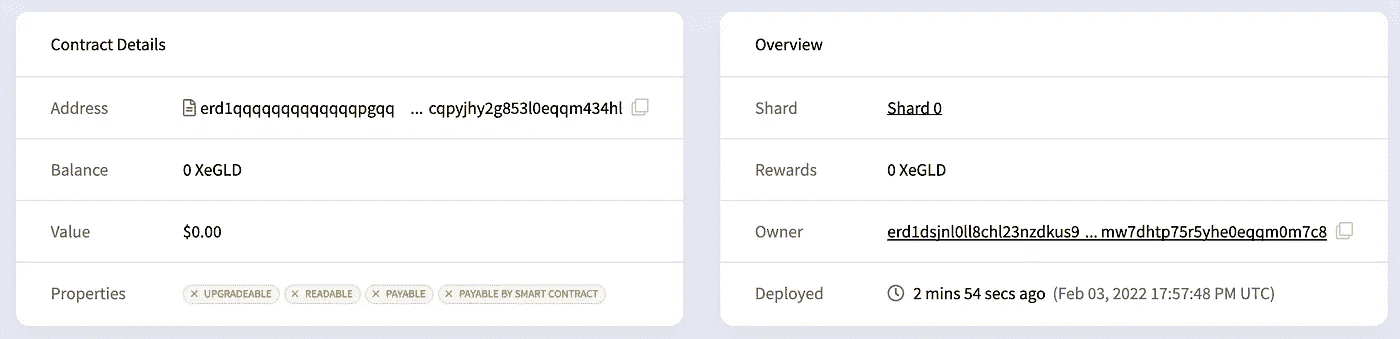 Contract Details
Address erd1qqqqqqqqqqqqqpgqq ... cqpyjhy2g853l0eqqm434hl
Balance 0 XeGLD
Value $0.00
Properties × UPGRADEABLE × READABLE × PAYABLE × PAYABLE BY SMART CONTRACT
Overview
Shard Shard 0
Rewards 0 XeGLD
Owner erd1dsjnl0ll8chl23nzdkus9 ... mw7dhtp75r5yhe0eqqm0m7c8
Deployed 2 mins 54 secs ago (Feb 03, 2022 17:57:48 PM UTC)